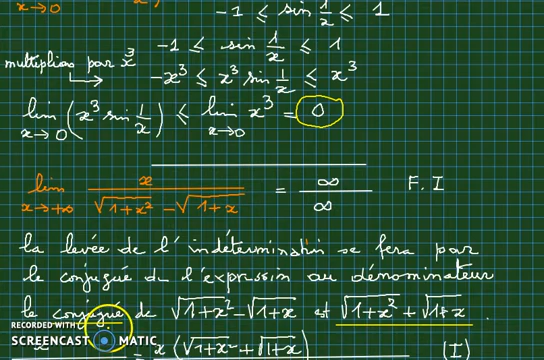 x→0 x -1 ≤ sin 1/x ≤ 1
-1 ≤ sin 1/x ≤ 1
multiplions par x³
-x³ ≤ x³ sin 1/x ≤ x³
lim x→0 (x³ sin 1/x) ≤ lim x→0 x³ = 0
lim x→+∞ x / (√1+x² - √1+x) = ∞/∞ F. I
la levée de l'indétermination se fera par
le conjugué de l'expression au dénominateur
le conjugué de √1+x² - √1+x est √1+x² + √1+x .
= x (√1+x² + √1+x) (I)
RECORDED WITH
SCREENCAST MATIC